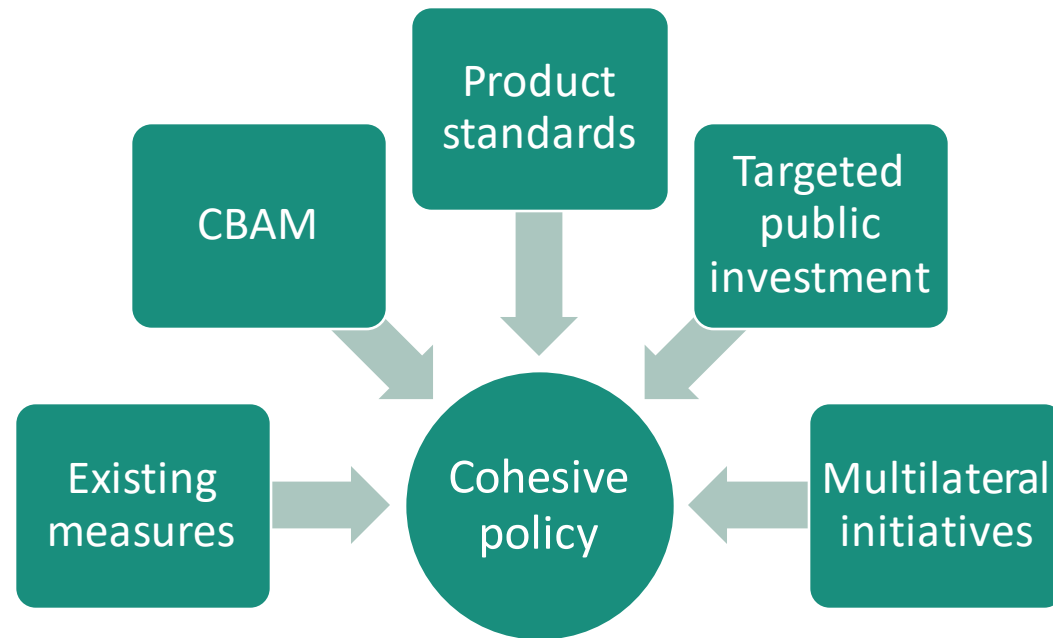 Product
standards
CBAM
Targeted
public
investment
Existing
measures
Cohesive
policy
Multilateral
initiatives